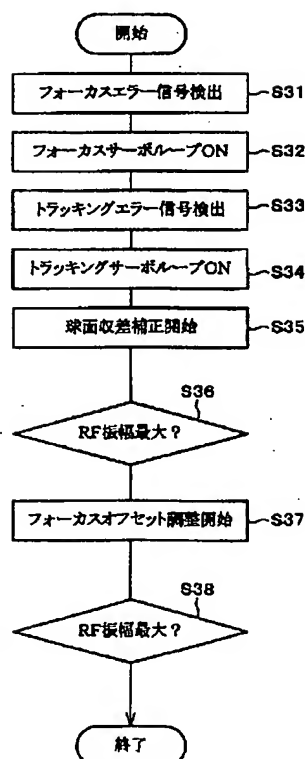 開始
フォーカスエラー信号検出 S31
フォーカスサーボループON S32
トラッキングエラー信号検出 S33
トラッキングサーボループON S34
球面収差補正開始 S35
S36
RF振幅最大?
フォーカスオフセット調整開始 S37
S38
RF振幅最大?
終了